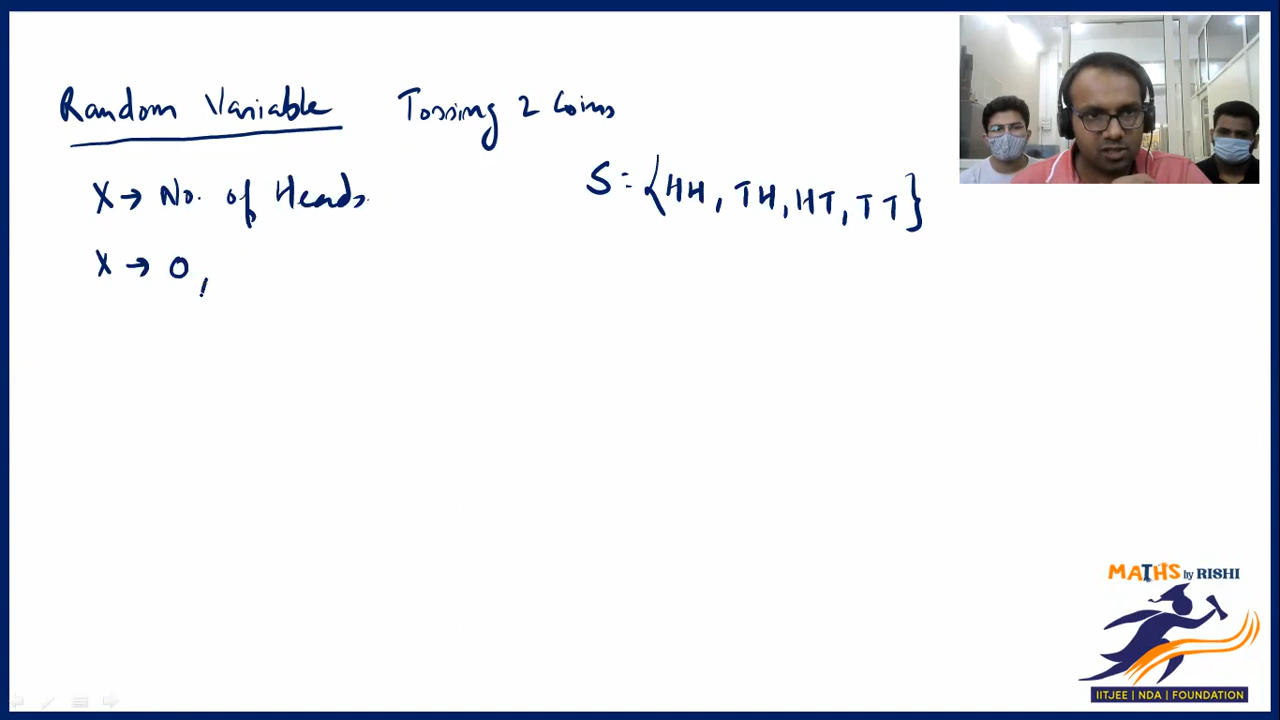 Random Variable Tossing 2 Coins
X → No. of Heads.
S = {HH, TH, HT, TT}
X → 0,
MATHS by RISHI
IITJEE | NDA | FOUNDATION